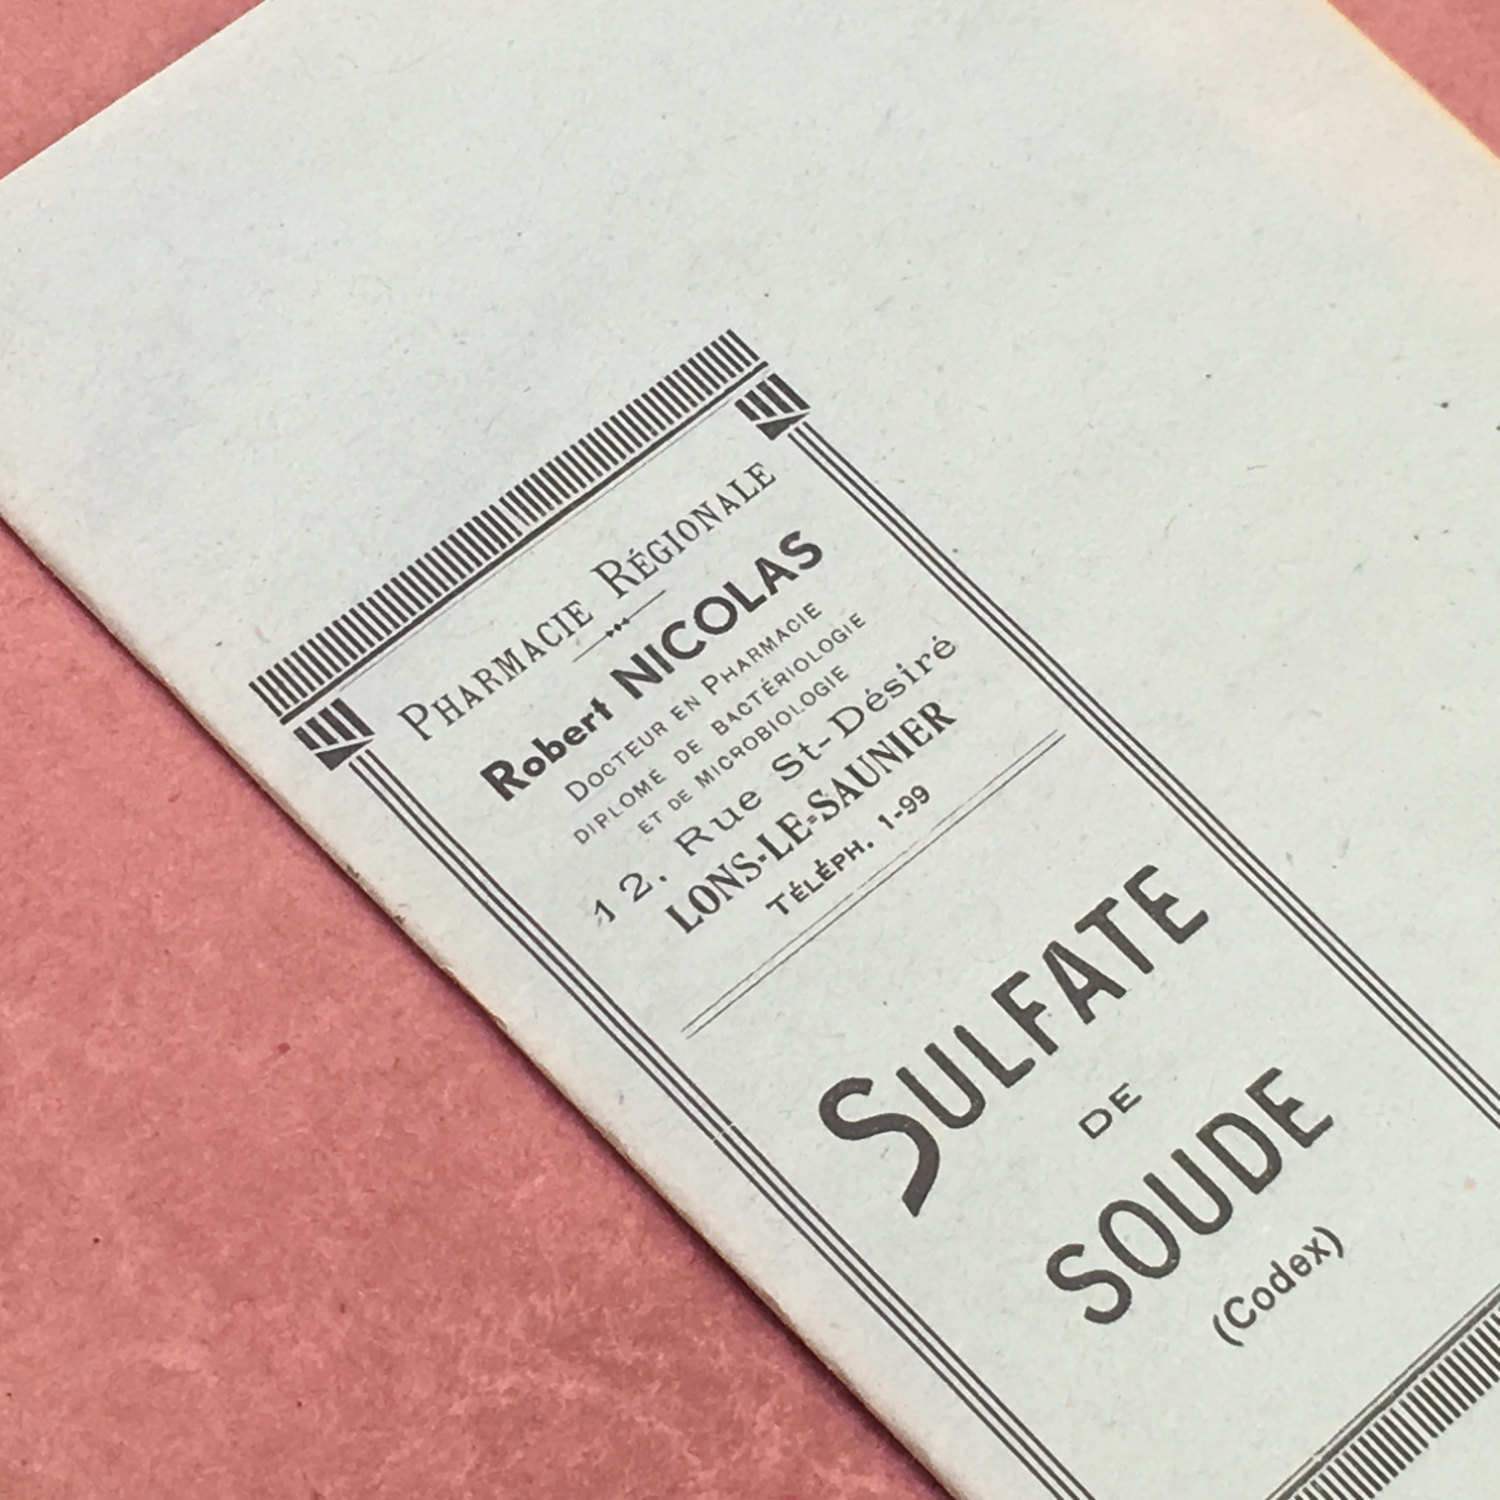 PHARMACIE RÉGIONALE
Robert NICOLAS
DOCTEUR EN PHARMACIE
DIPLOMÉ DE BACTÉRIOLOGIE
ET DE MICROBIOLOGIE
12, Rue St-Désiré
LONS-LE-SAUNIER
TÉLÉPH. 1-99
SULFATE
DE
SOUDE
(Codex)